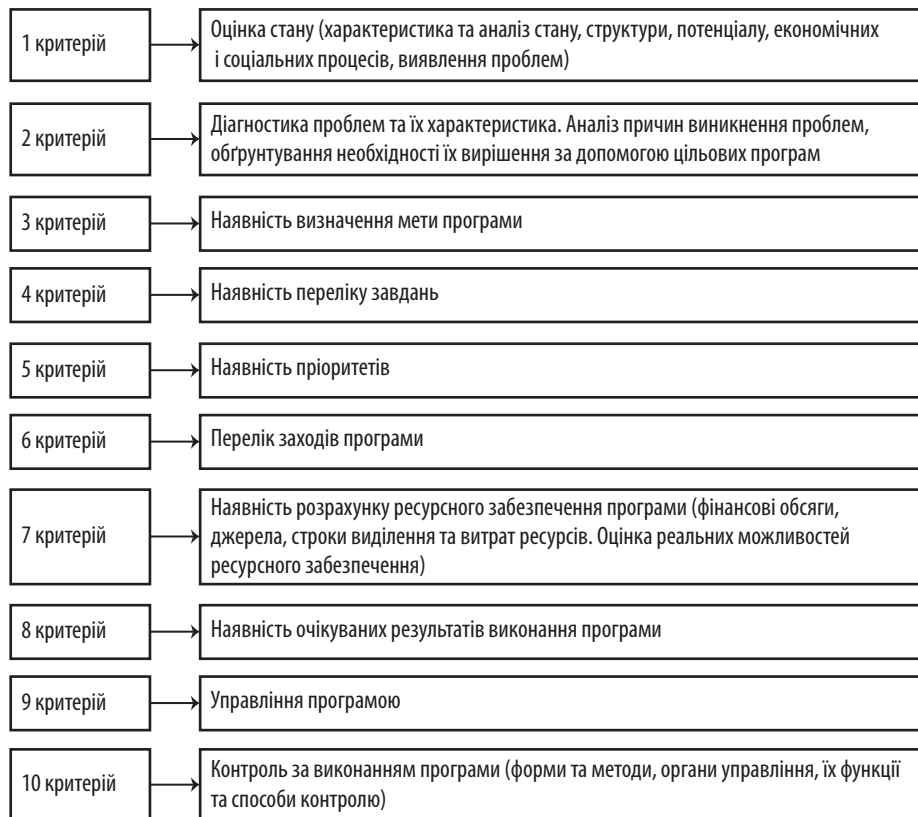 1 критерій
Оцінка стану (характеристика та аналіз стану, структури, потенціалу, економічних
і соціальних процесів, виявлення проблем)
2 критерій
Діагностика проблем та їх характеристика. Аналіз причин виникнення проблем,
обґрунтування необхідності їх вирішення за допомогою цільових програм
3 критерій
Наявність визначення мети програми
4 критерій
Наявність переліку завдань
5 критерій
Наявність пріоритетів
6 критерій
Перелік заходів програми
7 критерій
Наявність розрахунку ресурсного забезпечення програми (фінансові обсяги,
джерела, строки виділення та витрат ресурсів. Оцінка реальних можливостей
ресурсного забезпечення)
8 критерій
Наявність очікуваних результатів виконання програми
9 критерій
Управління програмою
10 критерій
Контроль за виконанням програми (форми та методи, органи управління, їх функції
та способи контролю)